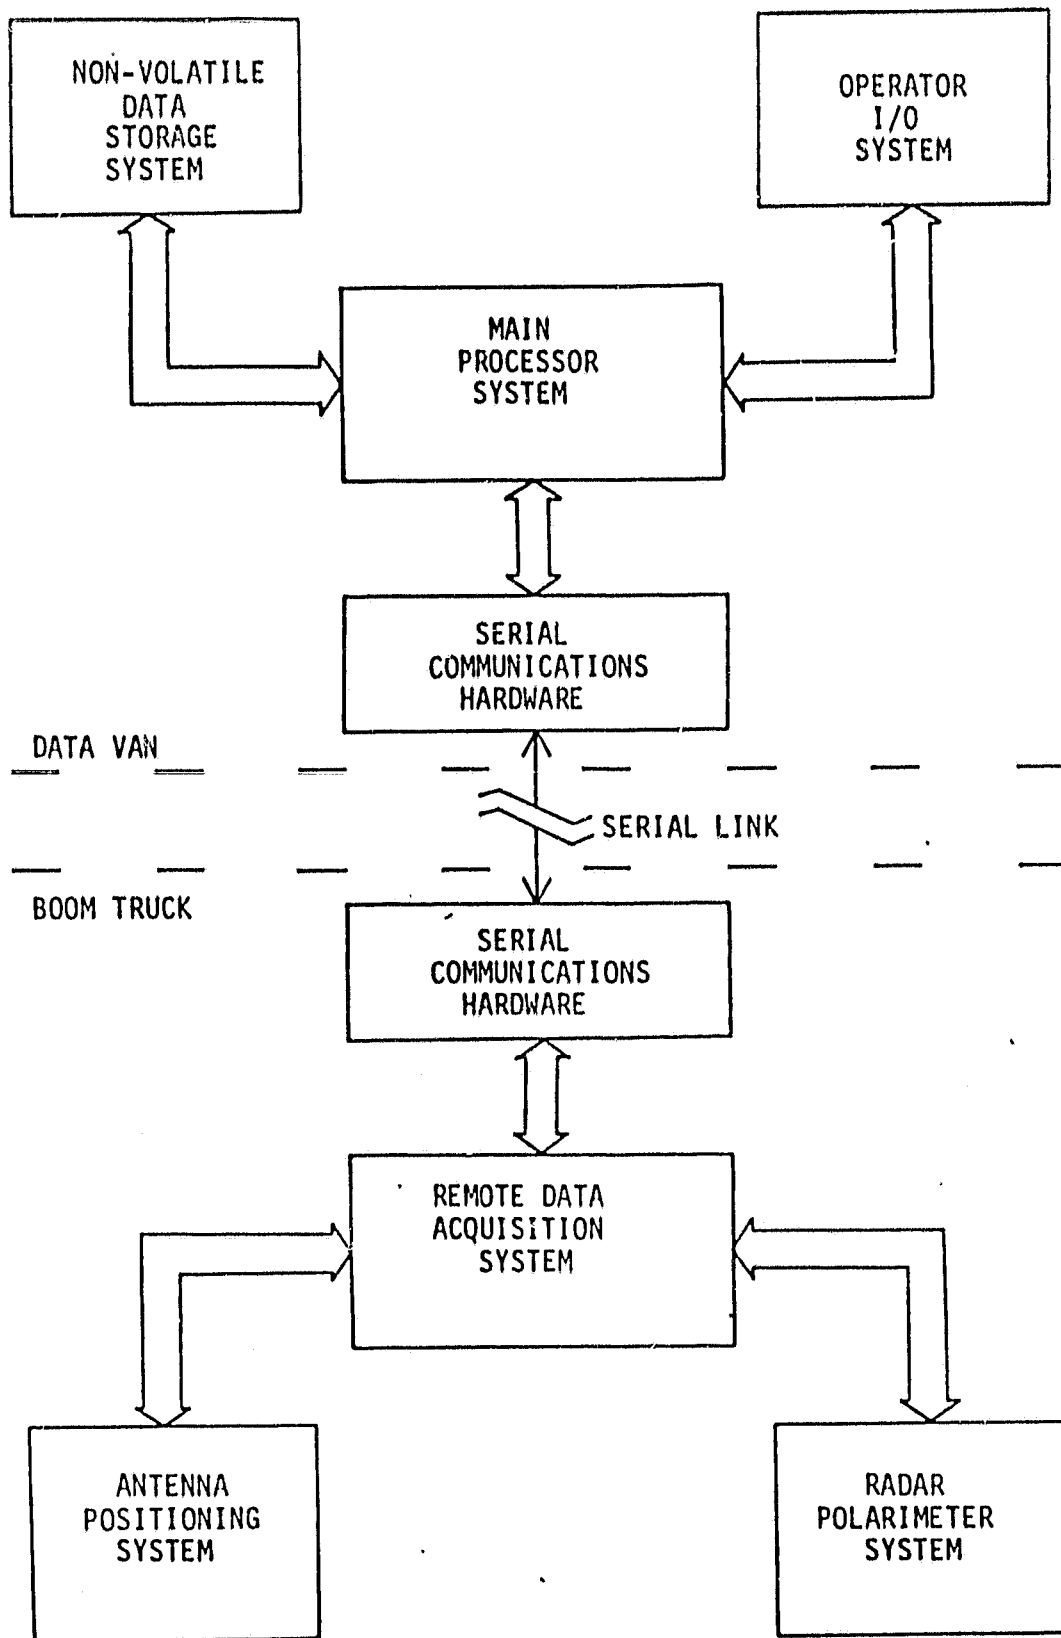 NON-VOLATILE
DATA
STORAGE
SYSTEM
OPERATOR
I/O
SYSTEM
MAIN
PROCESSOR
SYSTEM
SERIAL
COMMUNICATIONS
HARDWARE
DATA VAN
SERIAL LINK
BOOM TRUCK
SERIAL
COMMUNICATIONS
HARDWARE
REMOTE DATA
ACQUISITION
SYSTEM
ANTENNA
POSITIONING
SYSTEM
RADAR
POLARIMETER
SYSTEM